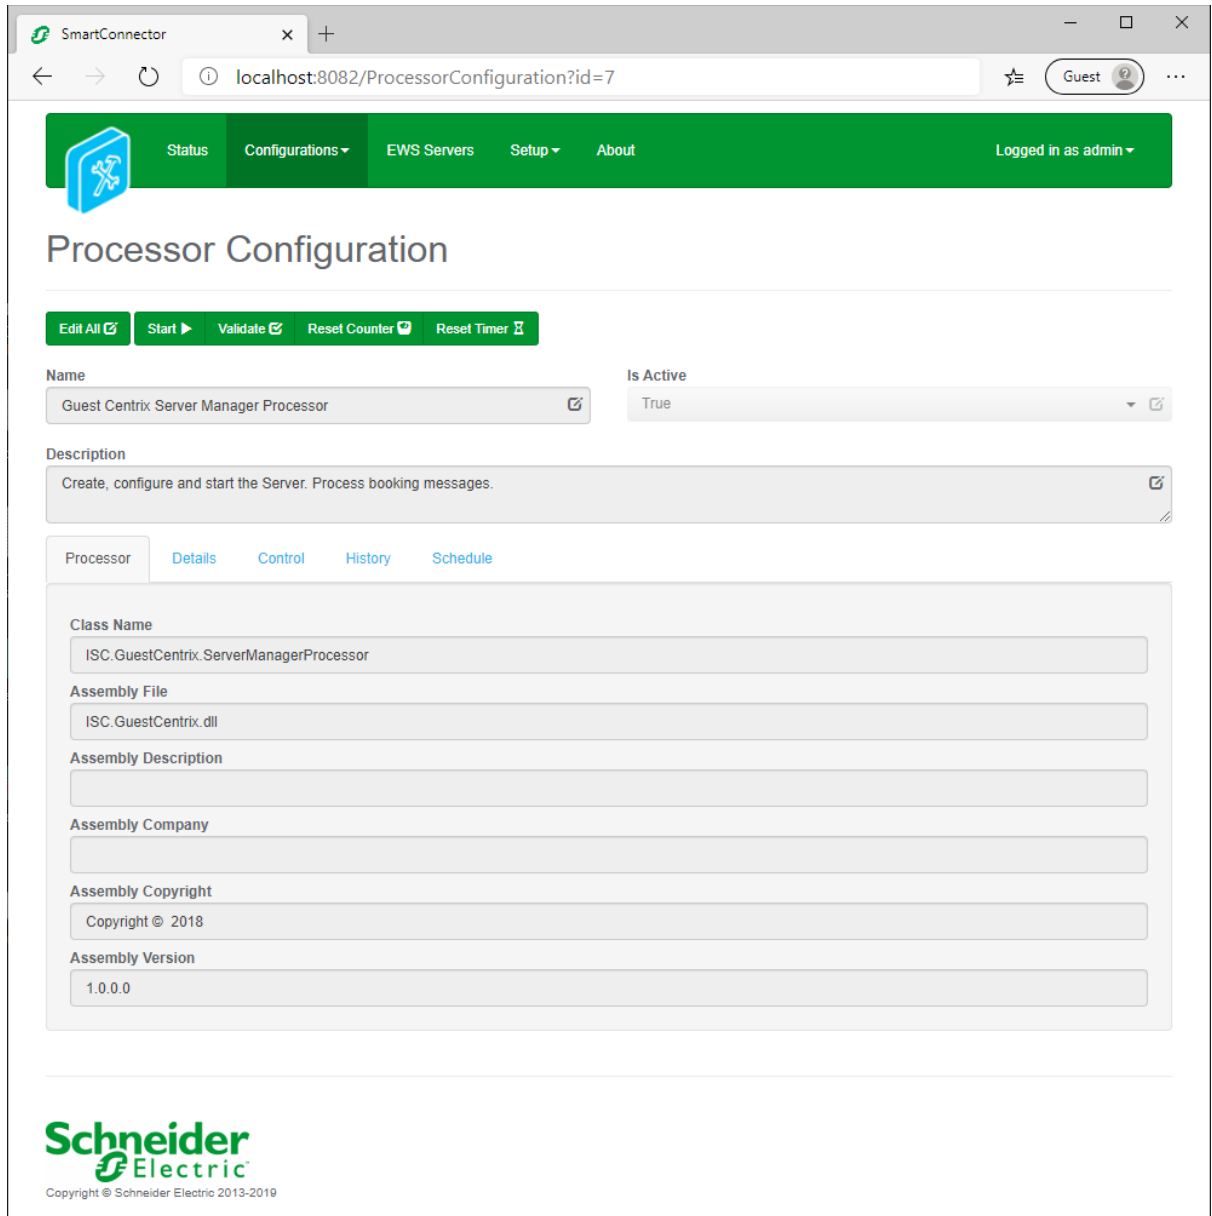 SmartConnector
localhost:8082/ProcessorConfiguration?id=7
Guest
Status Configurations EWS Servers Setup About Logged in as admin
Processor Configuration
Edit All Start Validate Reset Counter Reset Timer
Name Is Active
Guest Centrix Server Manager Processor True
Description
Create, configure and start the Server. Process booking messages.
Processor Details Control History Schedule
Class Name
ISC.GuestCentrix.ServerManagerProcessor
Assembly File
ISC.GuestCentrix.dll
Assembly Description
Assembly Company
Assembly Copyright
Copyright © 2018
Assembly Version
1.0.0.0
Schneider
Electric
Copyright © Schneider Electric 2013-2019